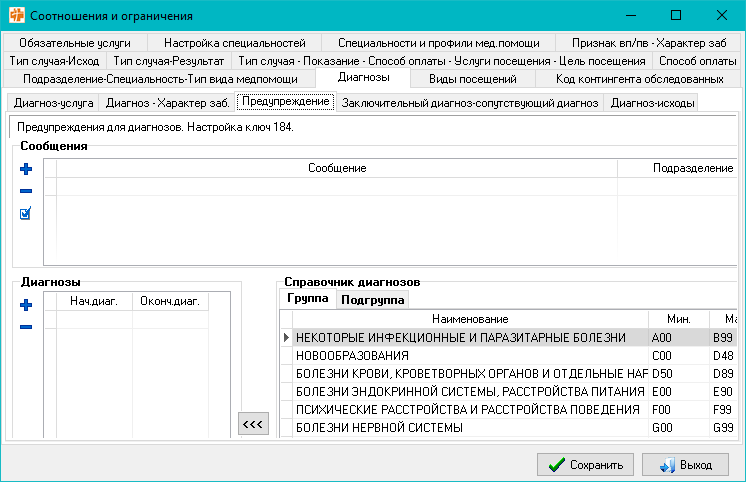 Соотношения и ограничения
Обязательные услуги Настройка специальностей Специальности и профили мед.помощи Признак вп/пв - Характер заб
Тип случая-Исход Тип случая-Результат Тип случая - Показание - Способ оплаты - Услуги посещения - Цель посещения Способ оплаты
Подразделение-Специальность-Тип вида медпомощи Диагнозы Виды посещений Код контингента обследованных
Диагноз-услуга Диагноз - Характер заб. Предупреждение Заключительный диагноз-сопутствующий диагноз Диагноз-исходы
Предупреждения для диагнозов. Настройка ключ 184.
Сообщения
Сообщение Подразделение
Диагнозы
Нач.диаг. Оконч.диаг.
<<<
Справочник диагнозов
Группа Подгруппа
Наименование Мин. Ма
НЕКОТОРЫЕ ИНФЕКЦИОННЫЕ И ПАРАЗИТАРНЫЕ БОЛЕЗНИ A00 B99
НОВООБРАЗОВАНИЯ C00 D48
БОЛЕЗНИ КРОВИ, КРОВЕТВОРНЫХ ОРГАНОВ И ОТДЕЛЬНЫЕ НАР D50 D89
БОЛЕЗНИ ЭНДОКРИННОЙ СИСТЕМЫ, РАССТРОЙСТВА ПИТАНИЯ E00 E90
ПСИХИЧЕСКИЕ РАССТРОЙСТВА И РАССТРОЙСТВА ПОВЕДЕНИЯ F00 F99
БОЛЕЗНИ НЕРВНОЙ СИСТЕМЫ G00 G99
Сохранить Выход